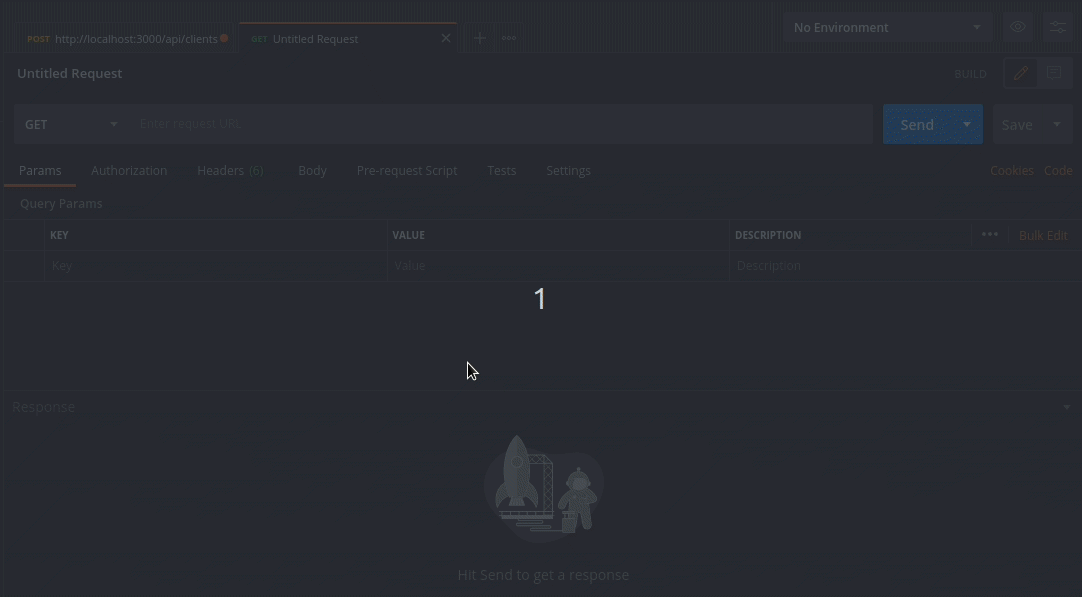 POST http://localhost:3000/api/clients GET Untitled Request No Environment
Untitled Request BUILD
GET Enter request URL Send Save
Params Authorization Headers (6) Body Pre-request Script Tests Settings Cookies Code
Query Params
KEY VALUE DESCRIPTION Bulk Edit
Key Value Description
1
Response
Hit Send to get a response